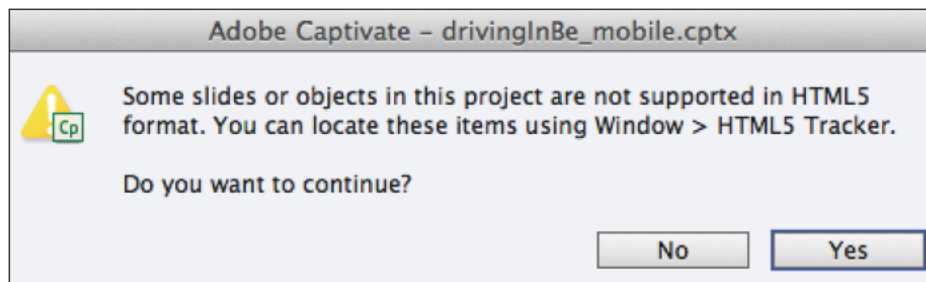 Adobe Captivate – drivingInBe_mobile.cptx
Some slides or objects in this project are not supported in HTML5
format. You can locate these items using Window > HTML5 Tracker.
Do you want to continue?
Cp
No
Yes